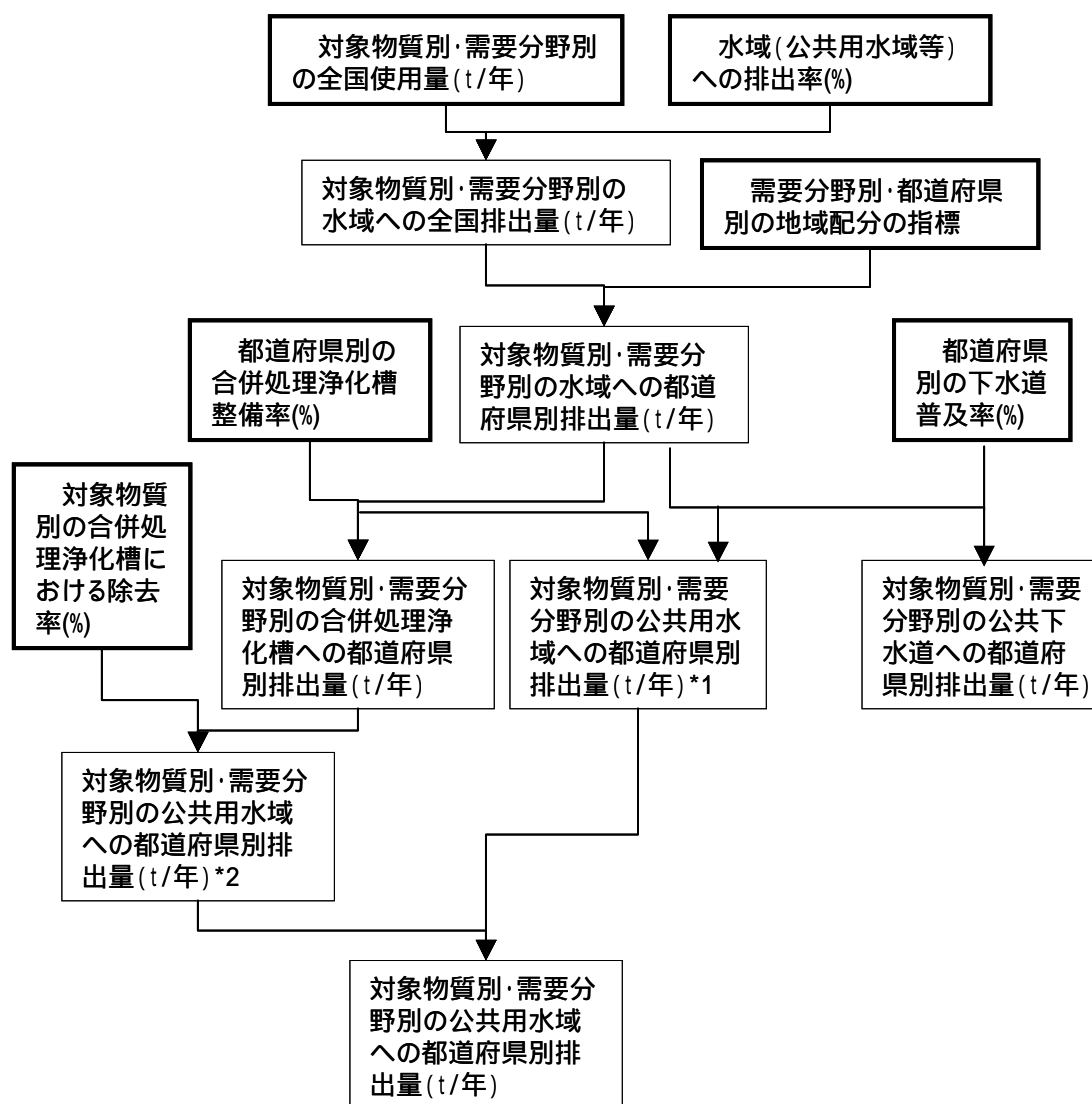 対象物質別･需要分野別
の全国使用量(t/年)
水域(公共用水域等)
への排出率(%)
対象物質別･需要分野別の
水域への全国排出量(t/年)
需要分野別･都道府県
別の地域配分の指標
都道府県別の
合併処理浄化槽
整備率(%)
対象物質別･需要分
野別の水域への都道
府県別排出量(t/年)
都道府県
別の下水道
普及率(%)
対象物質
別の合併処
理浄化槽に
おける除去
率(%)
対象物質別･需要分
野別の合併処理浄
化槽への都道府県
別排出量(t/年)
対象物質別･需要
分野別の公共用水
域への都道府県別
排出量(t/年)*1
対象物質別･需要
分野別の公共下
水道への都道府
県別排出量(t/年)
対象物質別･需要分
野別の公共用水域
への都道府県別排
出量(t/年)*2
対象物質別･需要分
野別の公共用水域
への都道府県別排
出量(t/年)